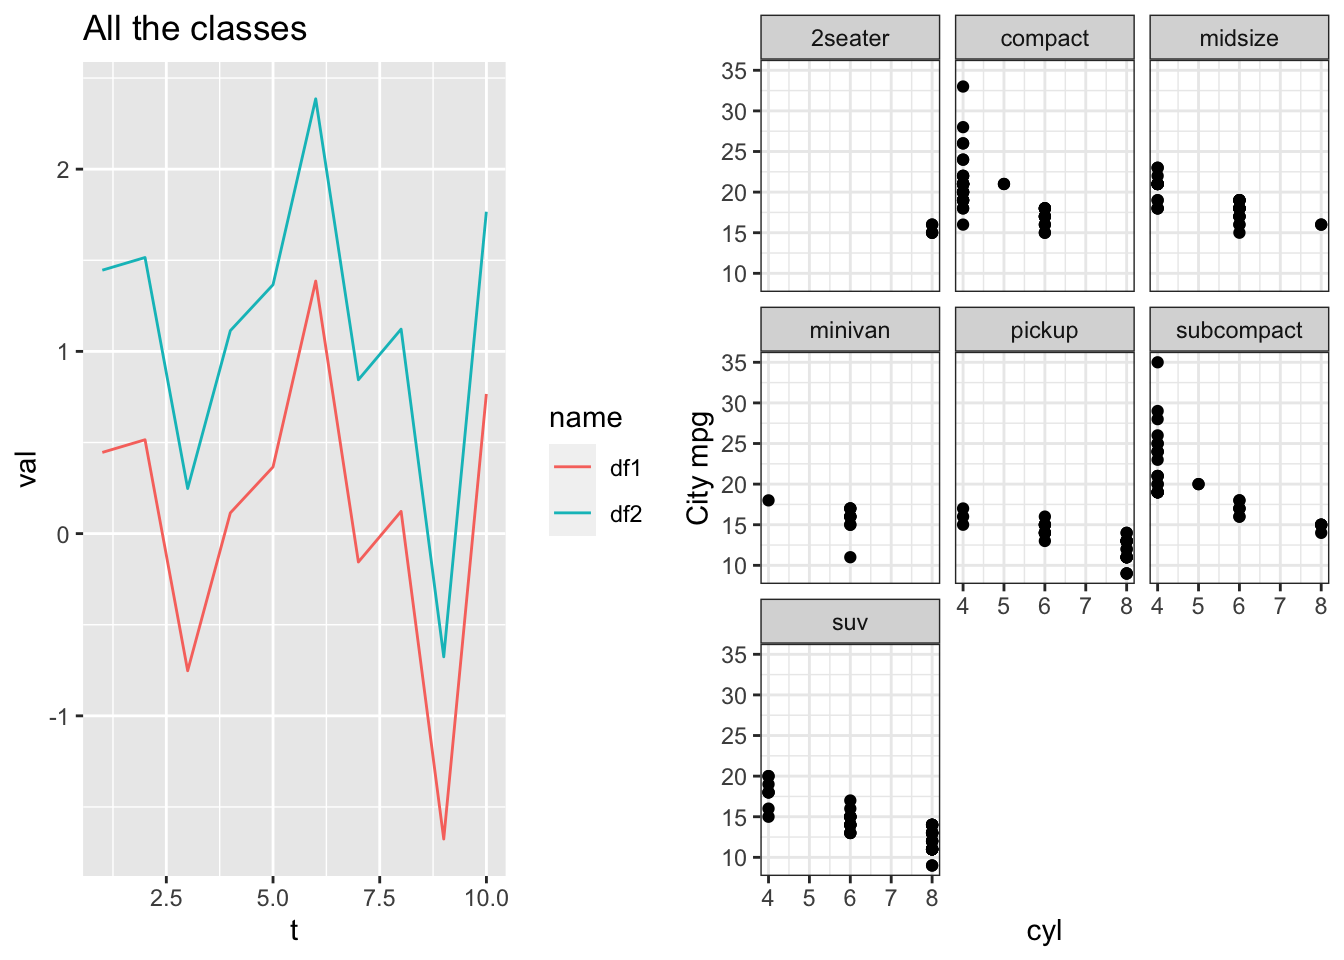 All the classes
val
2
1
0
-1
2.5 5.0 7.5 10.0
t
name
df1
df2
City mpg
2seater compact midsize
35
30
25
20
15
10
minivan pickup subcompact
35
30
25
20
15
10
4 5 6 7 8 4 5 6 7 8
suv
35
30
25
20
15
10
4 5 6 7 8
cyl